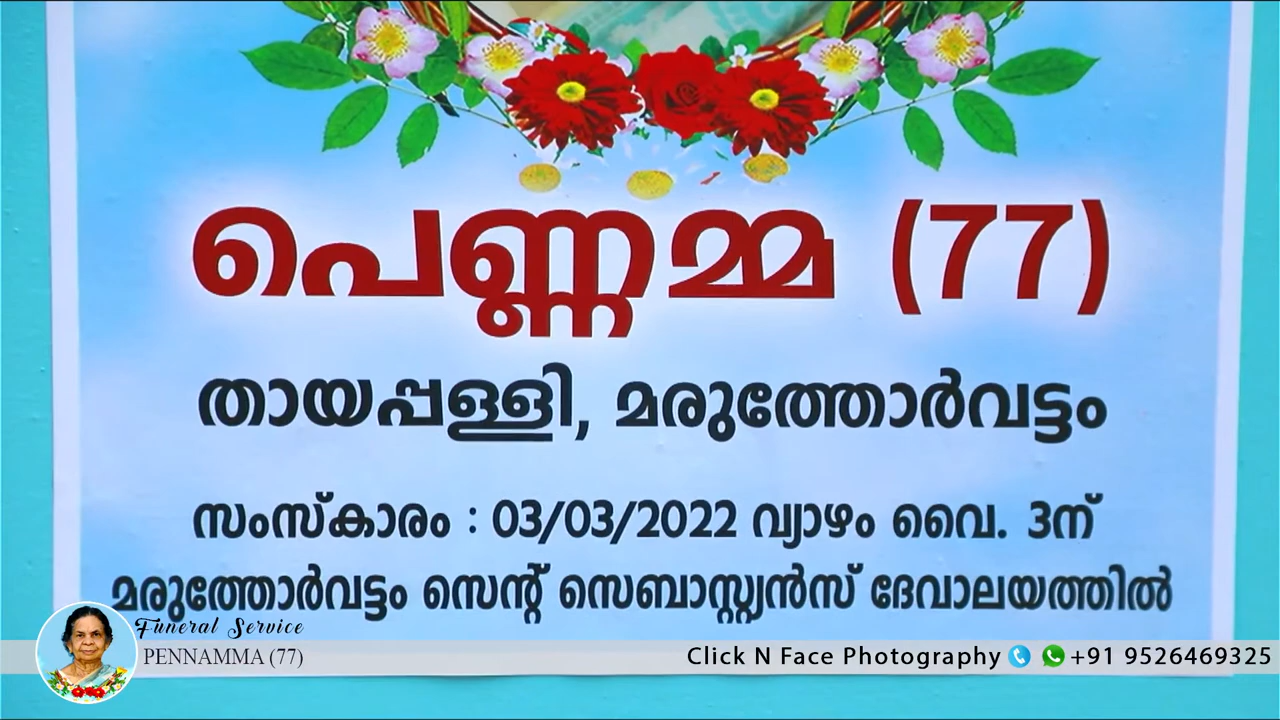 പെണ്ണമ്മ (77)
തായപ്പള്ളി, മരുത്തോർവട്ടം
സംസ്കാരം : 03/03/2022 വ്യാഴം വൈ. 3ന്
മരുത്തോർവട്ടം സെന്റ് സെബാസ്റ്റ്യൻസ് ദേവാലയത്തിൽ
Funeral Service
PENNAMMA (77)
Click N Face Photography +91 9526469325